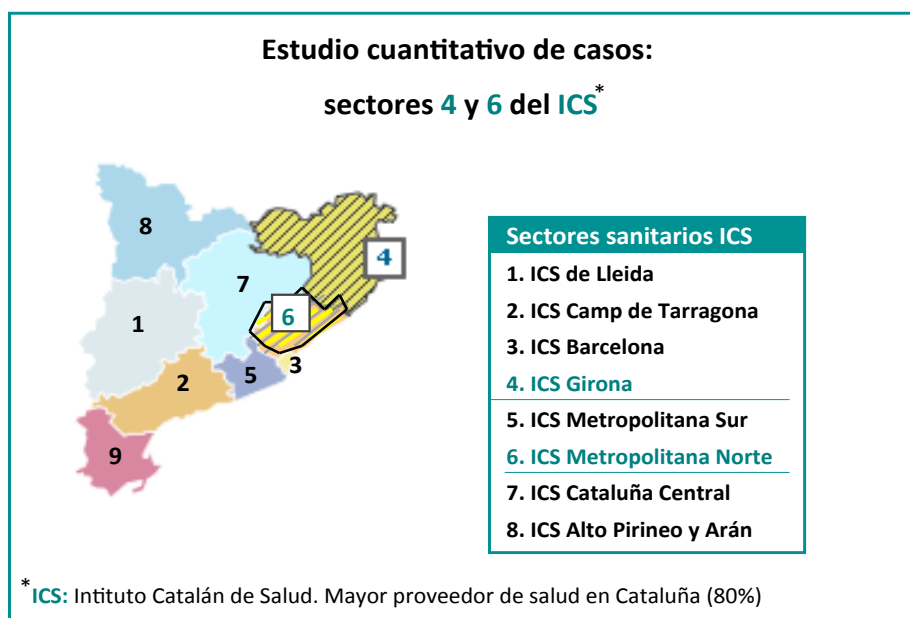 Estudio cuantitativo de casos:
sectores 4 y 6 del ICS*
8
4
7
6
1
3
5
2
9
Sectores sanitarios ICS
1. ICS de Lleida
2. ICS Camp de Tarragona
3. ICS Barcelona
4. ICS Girona
5. ICS Metropolitana Sur
6. ICS Metropolitana Norte
7. ICS Cataluña Central
8. ICS Alto Pirineo y Arán
*ICS: Intituto Catalán de Salud. Mayor proveedor de salud en Cataluña (80%)